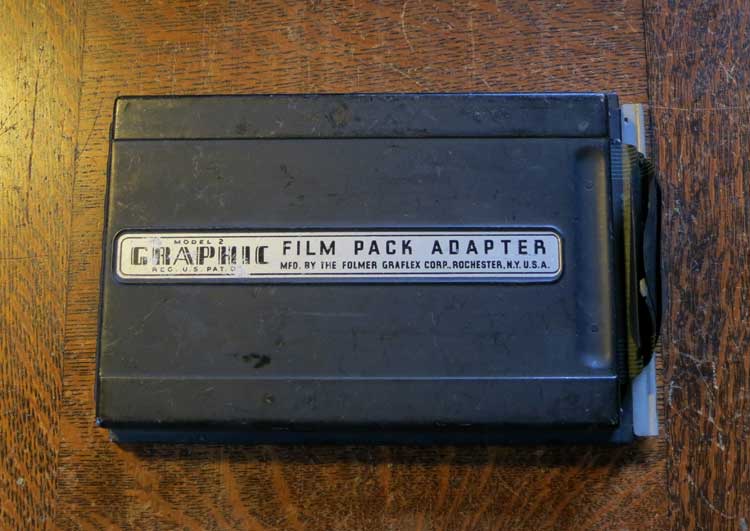 MODEL 2
GRAPHIC
REG. U.S. PAT. O
FILM PACK ADAPTER
MFD. BY THE FOLMER GRAFLEX CORP., ROCHESTER, N.Y. U.S.A.